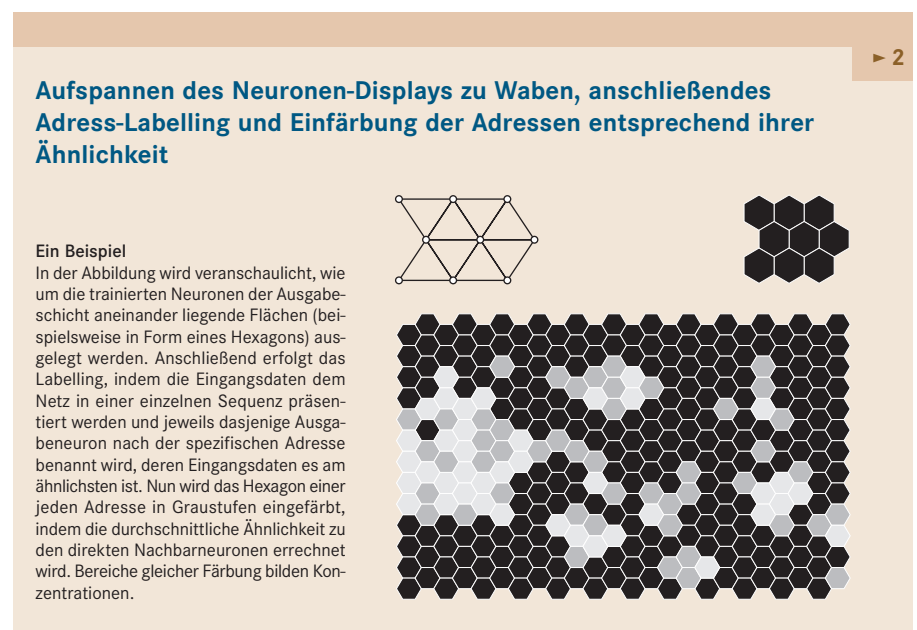 ► 2
Aufspannen des Neuronen-Displays zu Waben, anschließendes
Adress-Labelling und Einfärbung der Adressen entsprechend ihrer
Ähnlichkeit
Ein Beispiel
In der Abbildung wird veranschaulicht, wie
um die trainierten Neuronen der Ausgabe-
schicht aneinander liegende Flächen (bei-
spielsweise in Form eines Hexagons) aus-
gelegt werden. Anschließend erfolgt das
Labelling, indem die Eingangsdaten dem
Netz in einer einzelnen Sequenz präsen-
tiert werden und jeweils dasjenige Ausga-
beneuron nach der spezifischen Adresse
benannt wird, deren Eingangsdaten es am
ähnlichsten ist. Nun wird das Hexagon einer
jeden Adresse in Graustufen eingefärbt,
indem die durchschnittliche Ähnlichkeit zu
den direkten Nachbarneuronen errechnet
wird. Bereiche gleicher Färbung bilden Kon-
zentrationen.